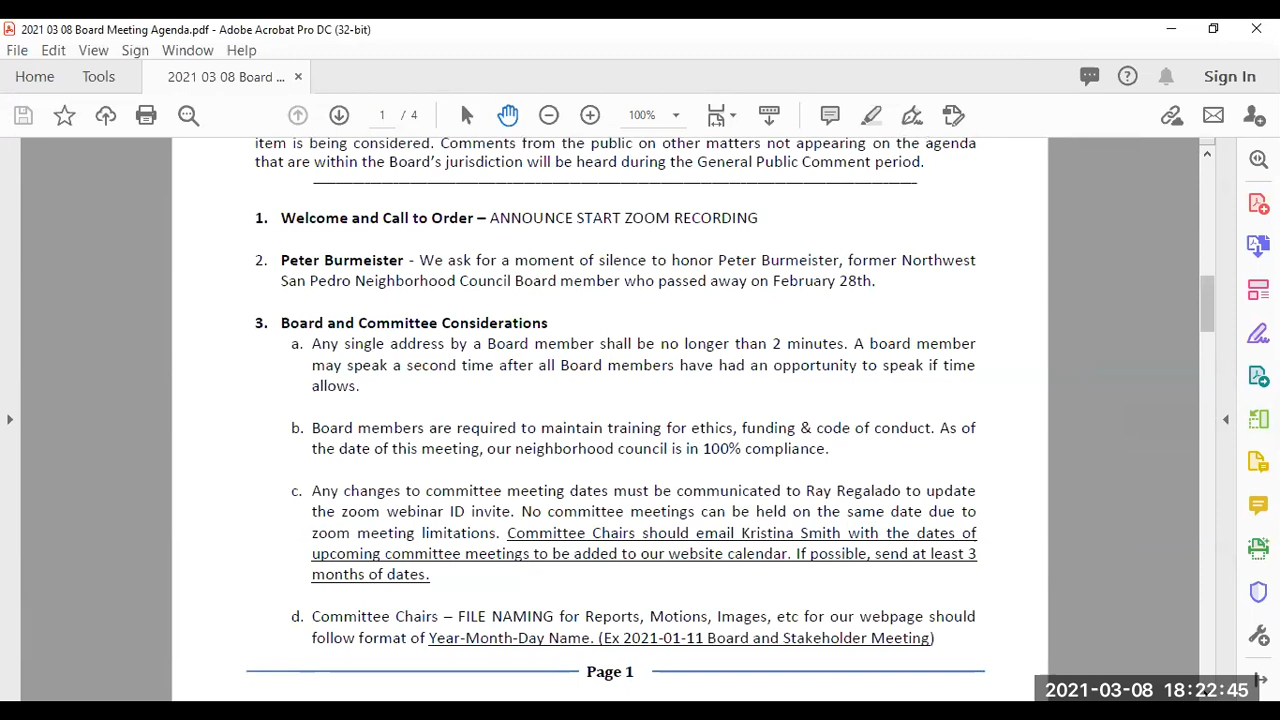 2021 03 08 Board Meeting Agenda.pdf - Adobe Acrobat Pro DC (32-bit)
File Edit View Sign Window Help
Home Tools 2021 03 08 Board ... × Sign In
1 / 4 100%
item is being considered. Comments from the public on other matters not appearing on the agenda
that are within the Board's jurisdiction will be heard during the General Public Comment period.
1. Welcome and Call to Order – ANNOUNCE START ZOOM RECORDING
2. Peter Burmeister - We ask for a moment of silence to honor Peter Burmeister, former Northwest
San Pedro Neighborhood Council Board member who passed away on February 28th.
3. Board and Committee Considerations
a. Any single address by a Board member shall be no longer than 2 minutes. A board member
may speak a second time after all Board members have had an opportunity to speak if time
allows.
b. Board members are required to maintain training for ethics, funding & code of conduct. As of
the date of this meeting, our neighborhood council is in 100% compliance.
c. Any changes to committee meeting dates must be communicated to Ray Regalado to update
the zoom webinar ID invite. No committee meetings can be held on the same date due to
zoom meeting limitations. Committee Chairs should email Kristina Smith with the dates of
upcoming committee meetings to be added to our website calendar. If possible, send at least 3
months of dates.
d. Committee Chairs – FILE NAMING for Reports, Motions, Images, etc for our webpage should
follow format of Year-Month-Day Name. (Ex 2021-01-11 Board and Stakeholder Meeting)
Page 1
2021-03-08 18:22:45